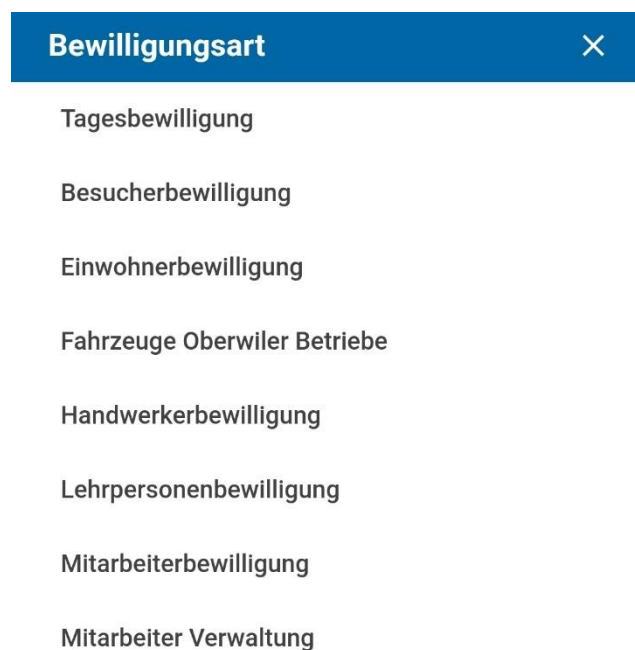 Bewilligungsart
Tagesbewilligung
Besucherbewilligung
Einwohnerbewilligung
Fahrzeuge Oberwiler Betriebe
Handwerkerbewilligung
Lehrpersonenbewilligung
Mitarbeiterbewilligung
Mitarbeiter Verwaltung